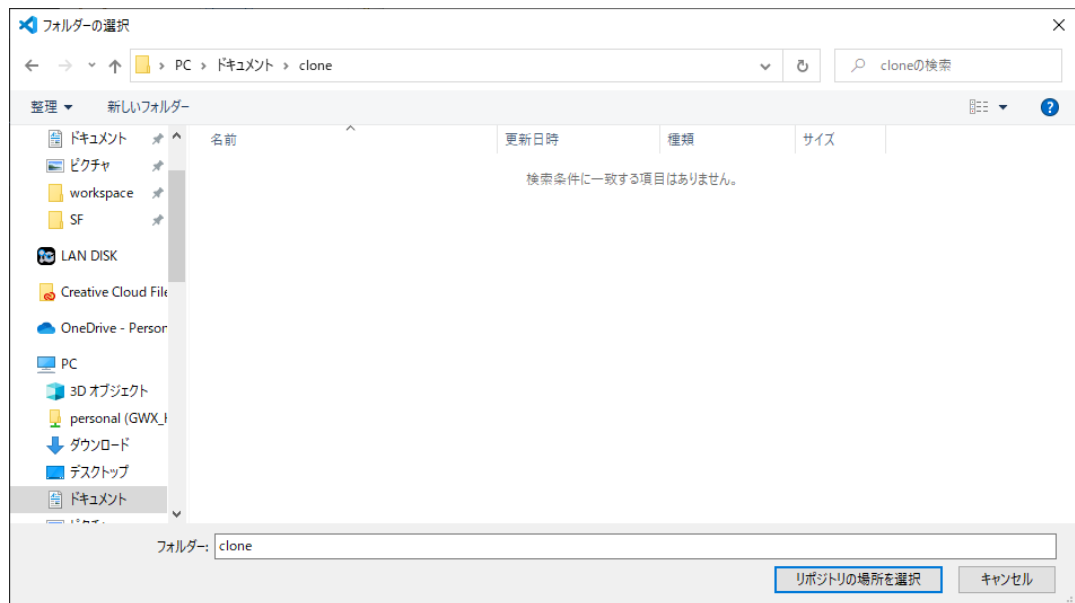 フォルダーの選択
PC › ドキュメント › clone
cloneの検索
整理 新しいフォルダー
名前 更新日時 種類 サイズ
検索条件に一致する項目はありません。
ドキュメント
ピクチャ
workspace
SF
LAN DISK
Creative Cloud File
OneDrive - Person
PC
3D オブジェクト
personal (GWX_
ダウンロード
デスクトップ
ドキュメント
フォルダー: clone
リポジトリの場所を選択 キャンセル